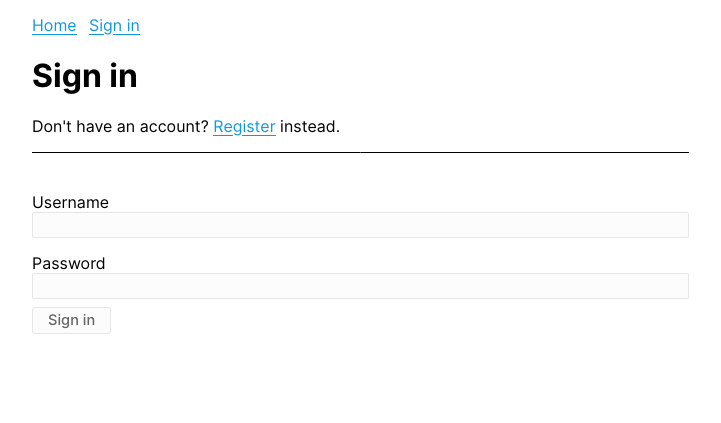 Home Sign in
Sign in
Don't have an account? Register instead.
Username
Password
Sign in